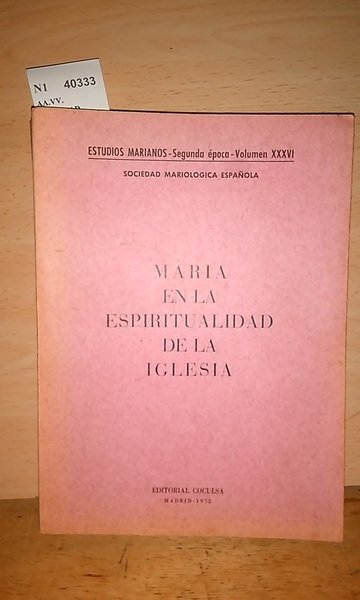 N1 40333
AA.VV.
ESTUDIOS MARIANOS - Segunda época - Volumen XXXVI
SOCIEDAD MARIOLOGICA ESPAÑOLA
MARIA
EN LA
ESPIRITUALIDAD
DE LA
IGLESIA
EDITORIAL COCULSA
MADRID - 1972